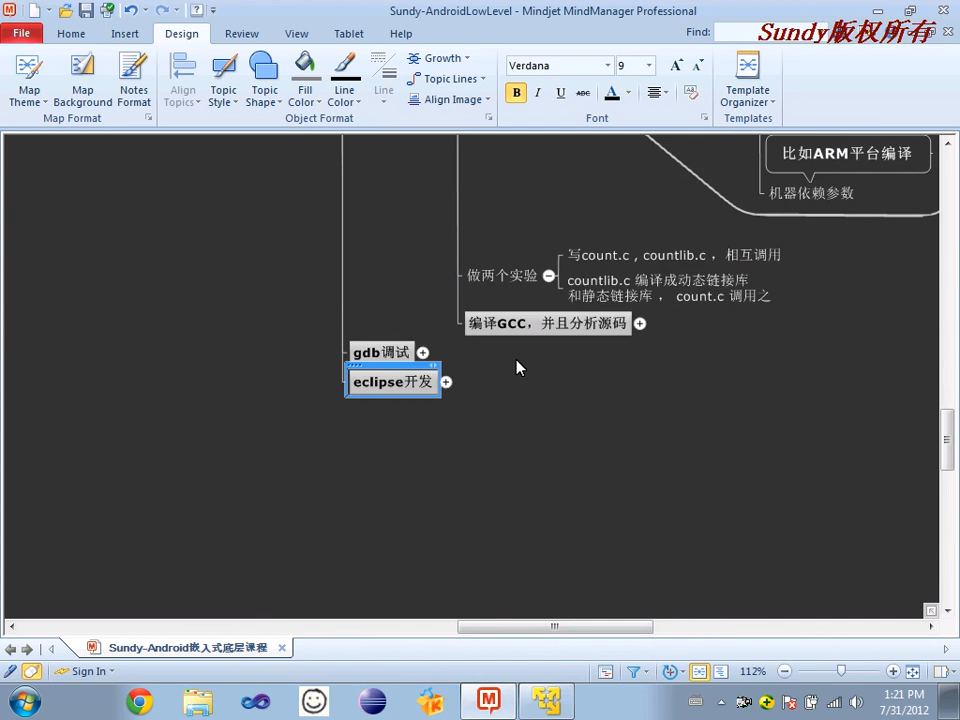 Sundy-AndroidLowLevel - Mindjet MindManager Professional
File
Home
Insert
Design
Review
View
Tablet
Help
Find:
Sundy版权所有
Map
Theme
Map
Background
Notes
Format
Map Format
Align
Topics
Topic
Style
Topic
Shape
Fill
Color
Line
Color
Line
Growth
Topic Lines
Align Image
Object Format
Verdana
9
B
I
U
ABC
A
A
A
Font
Template
Organizer
Templates
比如ARM平台编译
机器依赖参数
做两个实验
写count.c , countlib.c ，相互调用
countlib.c 编译成动态链接库
和静态链接库， count.c 调用之
编译GCC，并且分析源码
gdb调试
eclipse开发
Sundy-Android嵌入式底层课程
Sign In
112%
1:21 PM
7/31/2012